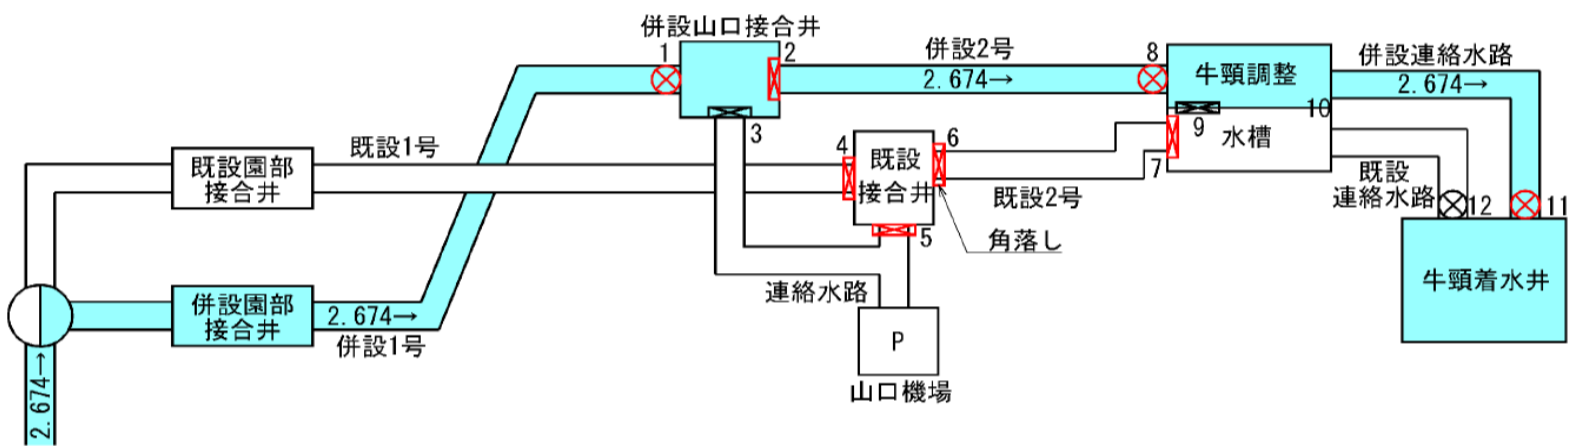 併設山口接合井
1
2
3
併設2号
2.674→
8
牛頸調整
水槽
9
10
7
併設連絡水路
2.674→
既設
連絡水路
12
11
牛頸着水井
既設園部
接合井
既設1号
4
既設
接合井
6
5
既設2号
角落し
併設園部
接合井
2.674→
併設1号
連絡水路
P
山口機場
2.674→